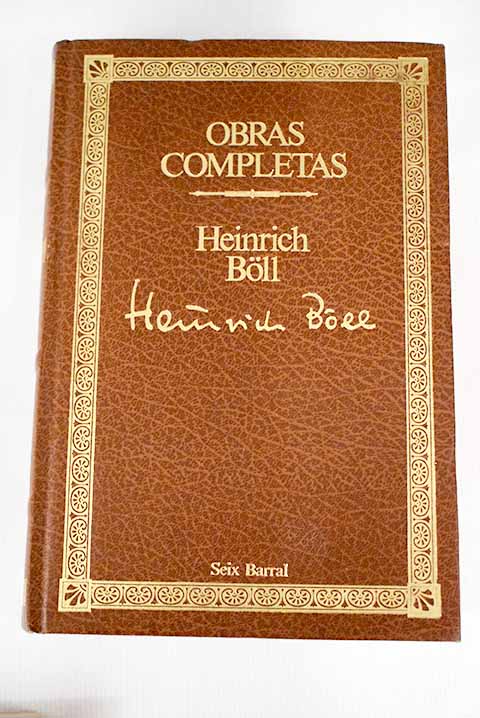 OBRAS
COMPLETAS
Heinrich
Böll
Heinrich Böll
Seix Barral